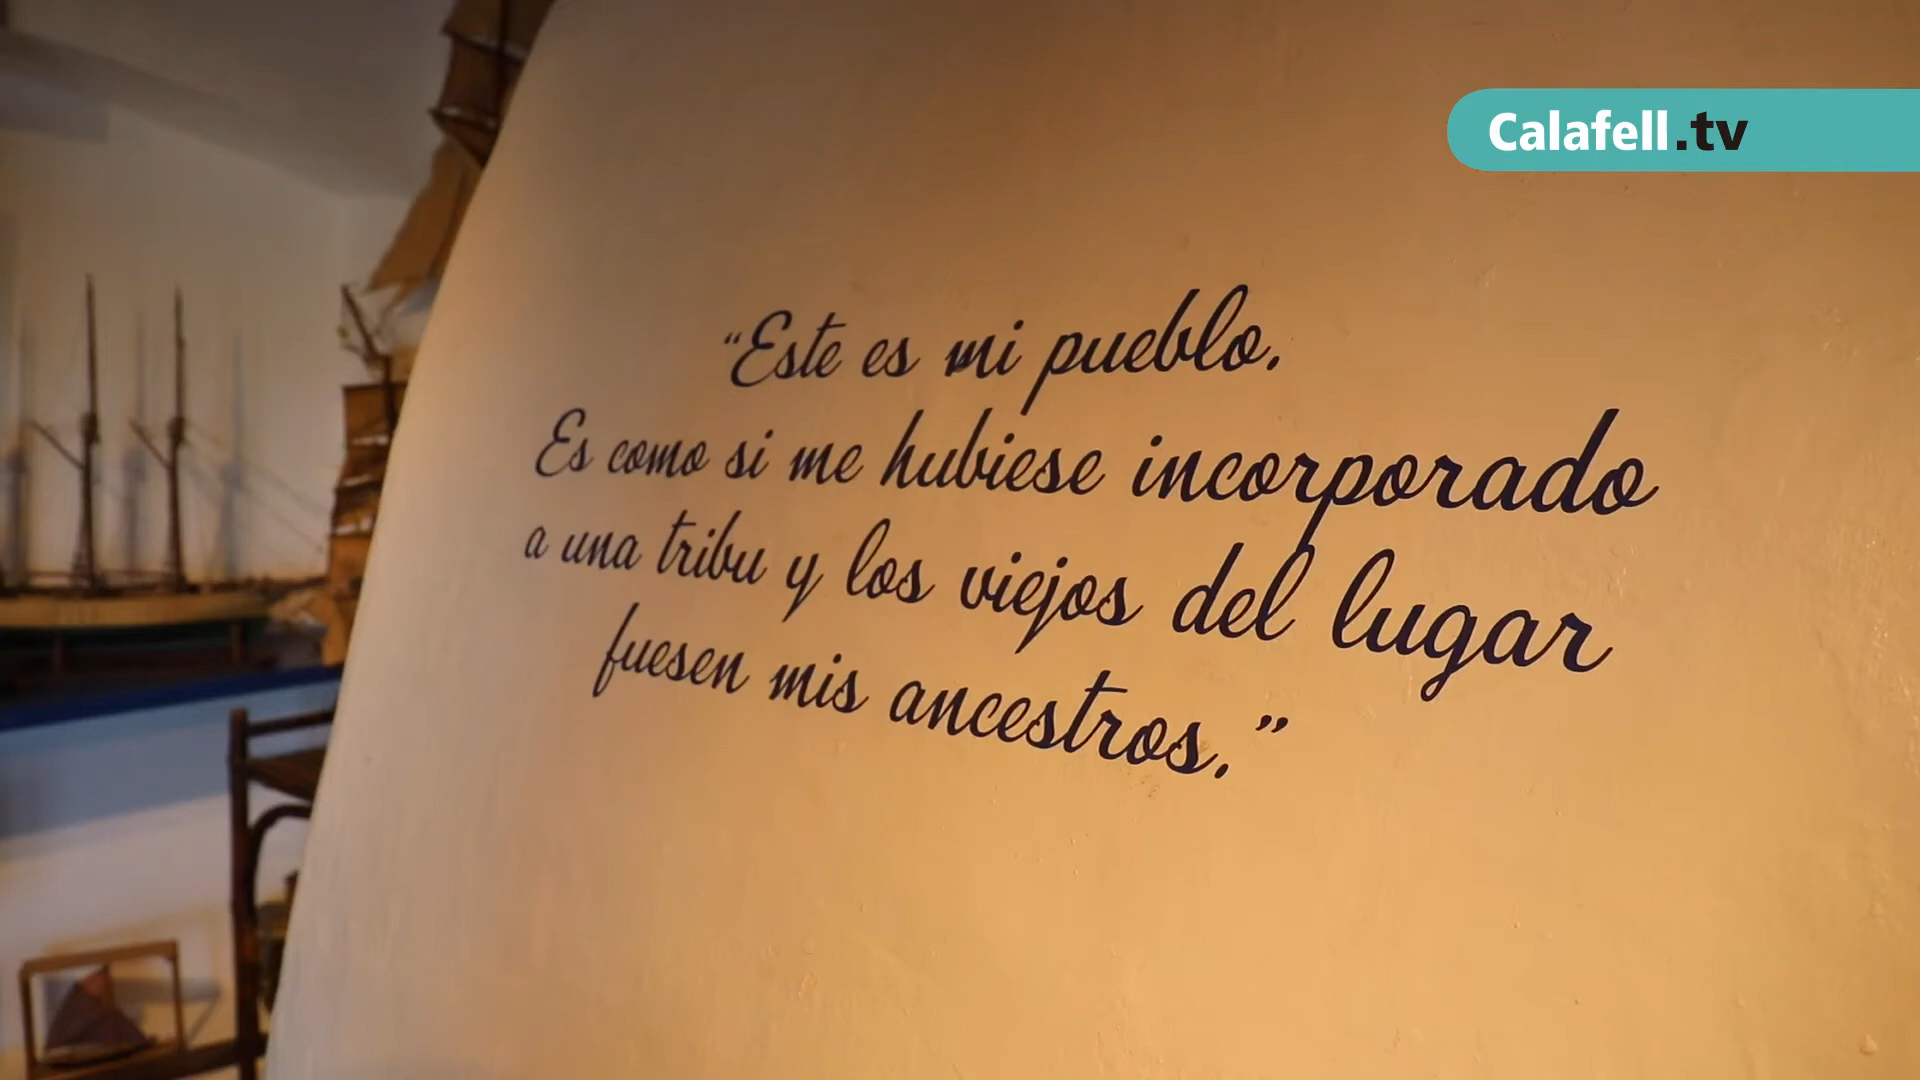 Calafell.tv
“Este es mi pueblo.
Es como si me hubiese incorporado
a una tribu y los viejos del lugar
fuesen mis ancestros.”